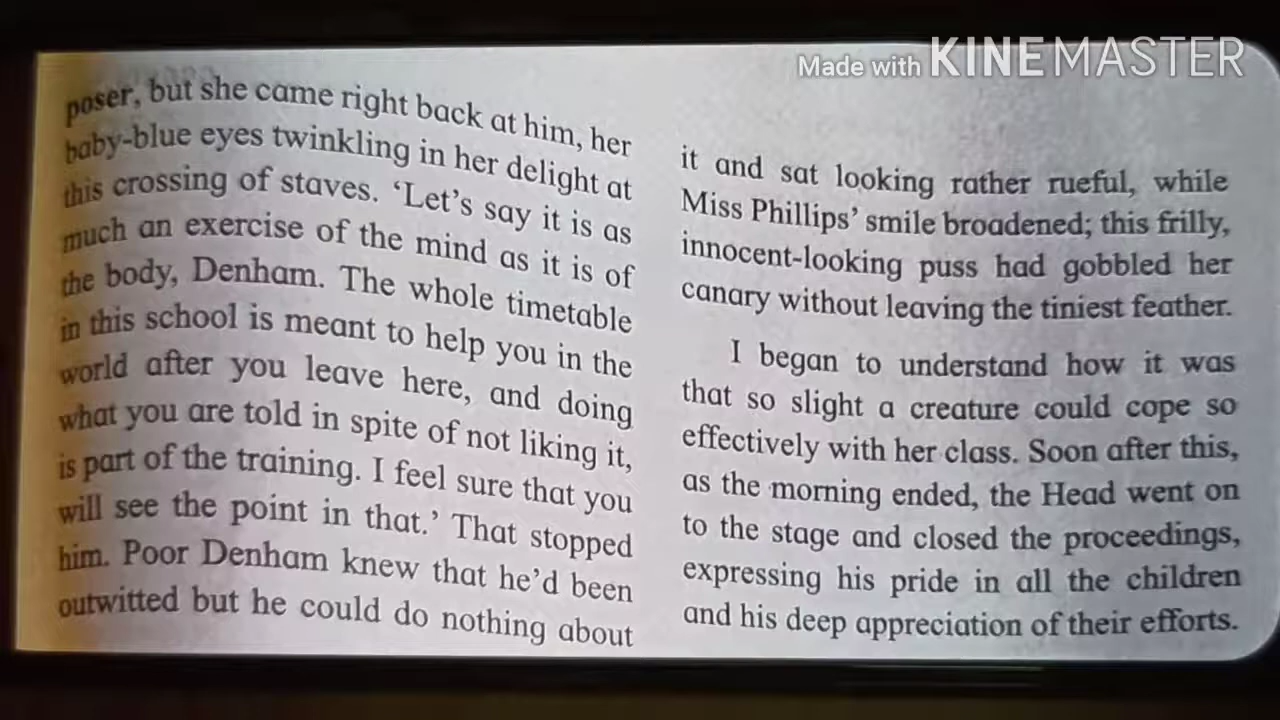 Made with KINEMASTER
poser, but she came right back at him, her
baby-blue eyes twinkling in her delight at
this crossing of staves. ‘Let’s say it is as
much an exercise of the mind as it is of
the body, Denham. The whole timetable
in this school is meant to help you in the
world after you leave here, and doing
what you are told in spite of not liking it,
is part of the training. I feel sure that you
will see the point in that.’ That stopped
him. Poor Denham knew that he’d been
outwitted but he could do nothing about
it and sat looking rather rueful, while
Miss Phillips’ smile broadened; this frilly,
innocent-looking puss had gobbled her
canary without leaving the tiniest feather.
I began to understand how it was
that so slight a creature could cope so
effectively with her class. Soon after this,
as the morning ended, the Head went on
to the stage and closed the proceedings,
expressing his pride in all the children
and his deep appreciation of their efforts.